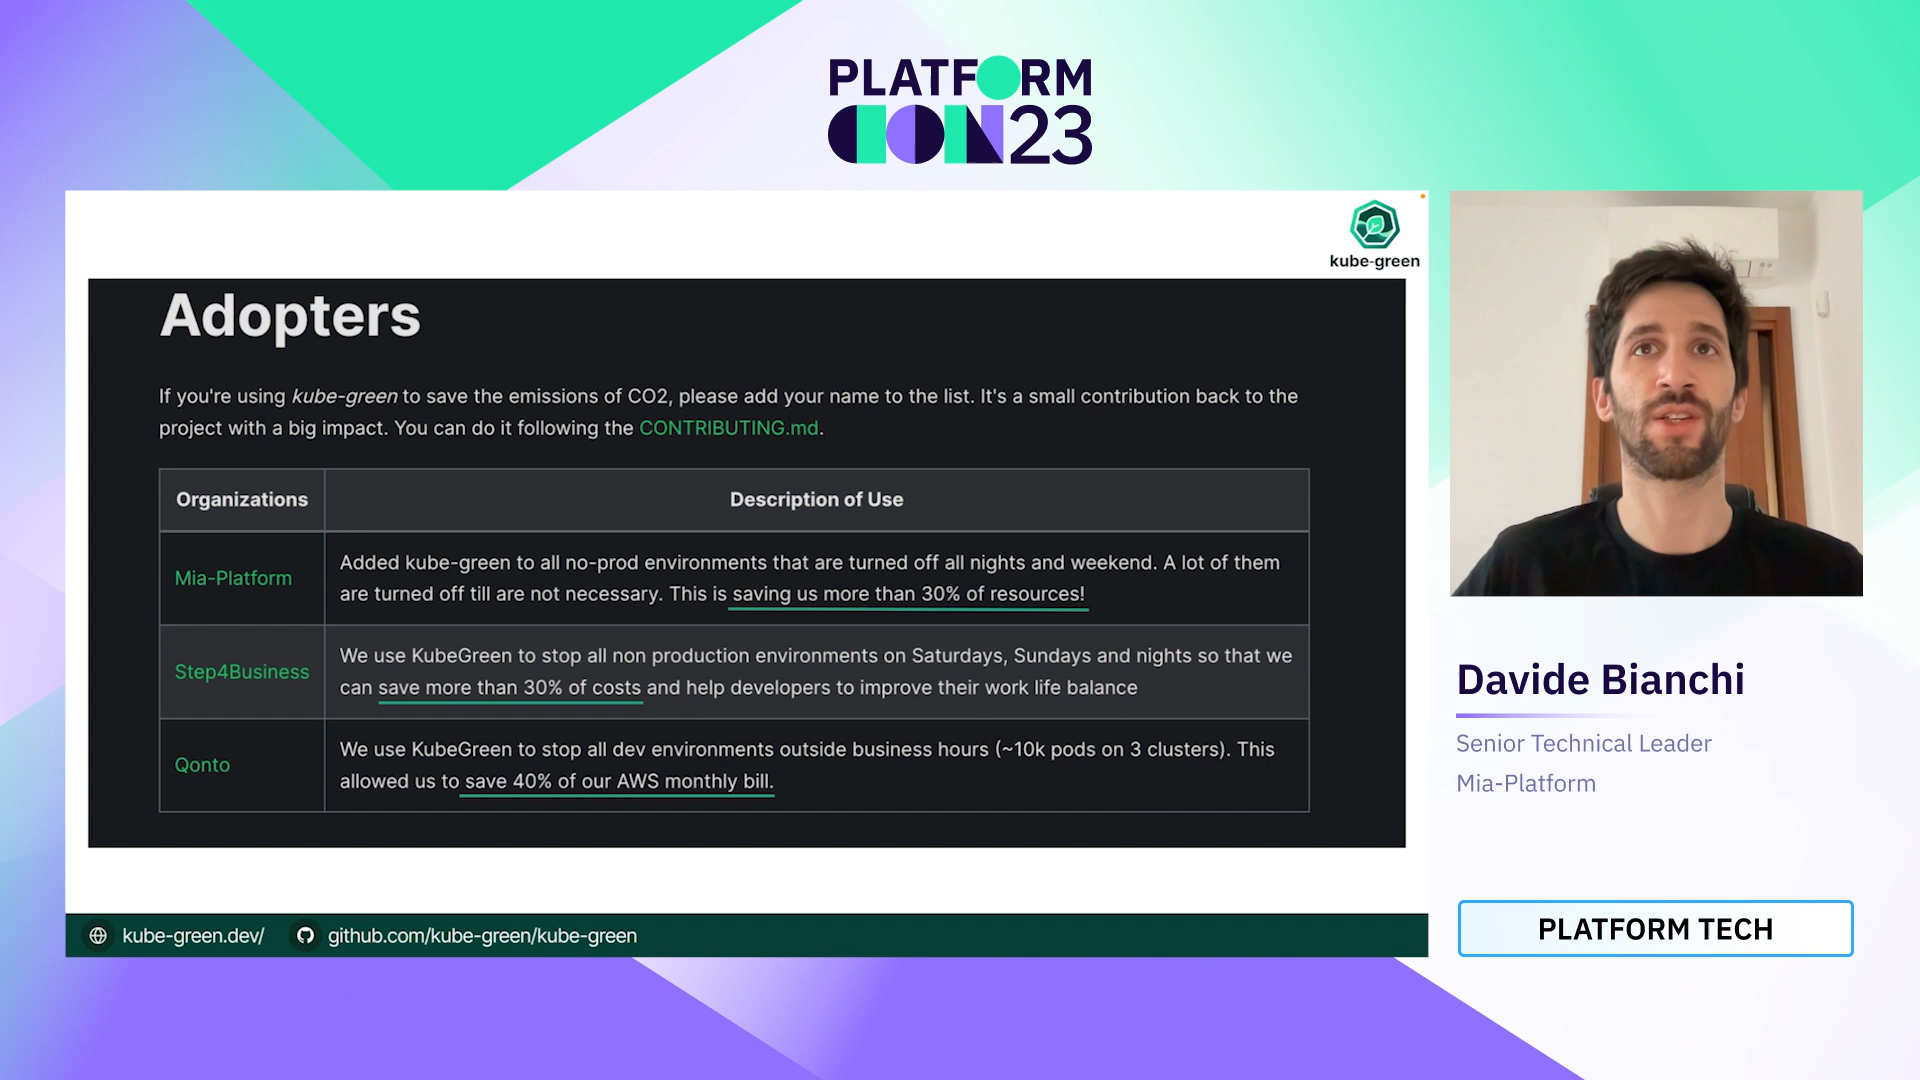 PLATFORM
CON23
kube-green
Adopters
If you're using kube-green to save the emissions of CO2, please add your name to the list. It's a small contribution back to the
project with a big impact. You can do it following the CONTRIBUTING.md.
Organizations
Description of Use
Mia-Platform
Added kube-green to all no-prod environments that are turned off all nights and weekend. A lot of them
are turned off till are not necessary. This is saving us more than 30% of resources!
Step4Business
We use KubeGreen to stop all non production environments on Saturdays, Sundays and nights so that we
can save more than 30% of costs and help developers to improve their work life balance
Qonto
We use KubeGreen to stop all dev environments outside business hours (~10k pods on 3 clusters). This
allowed us to save 40% of our AWS monthly bill.
kube-green.dev/
github.com/kube-green/kube-green
Davide Bianchi
Senior Technical Leader
Mia-Platform
PLATFORM TECH